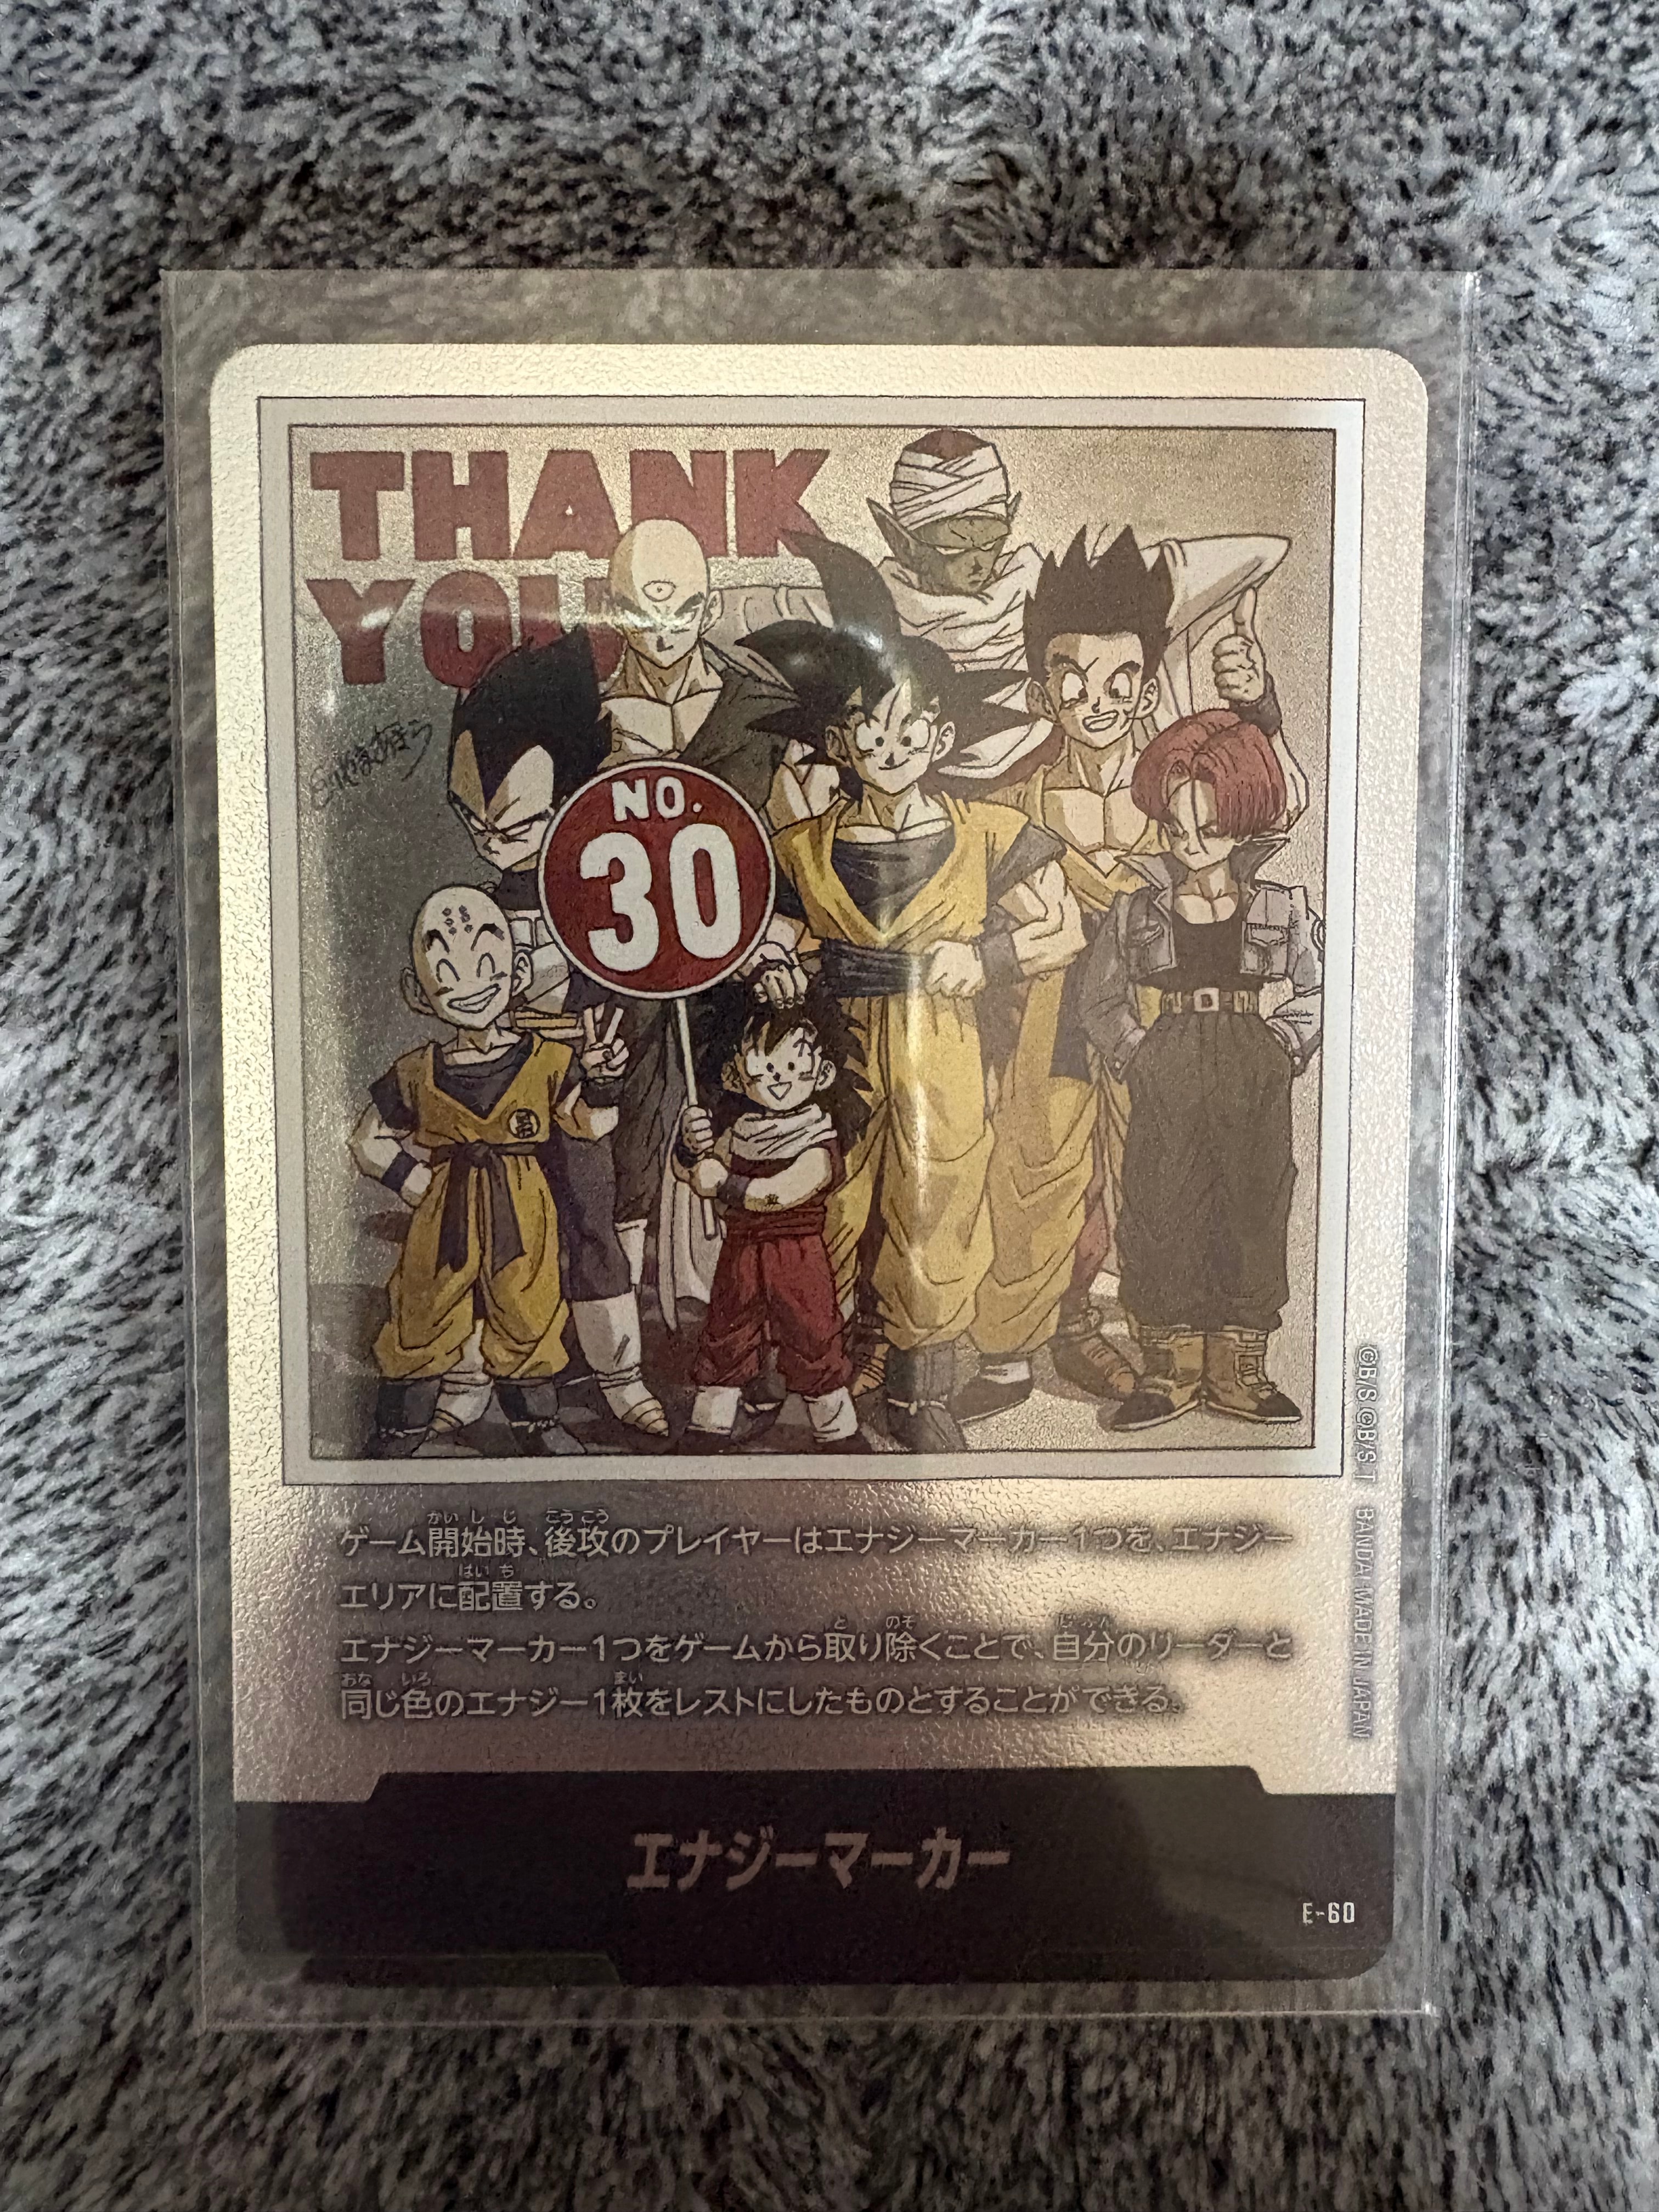 THANK
YOU
NO.
30
ゲーム開始時、後攻のプレイヤーはエナジーマーカー1つを、エナジー
エリアに配置する。
エナジーマーカー1つをゲームから取り除くことで、自分のリーダーと
同じ色のエナジー1枚をレストにしたものとすることができる。
©B/S ©B/S.T BANDAI MADE IN JAPAN
エナジーマーカー
E-60